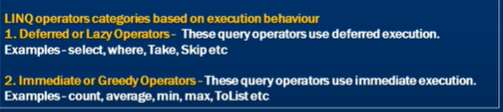 LINQ operators categories based on execution behaviour
1. Deferred or Lazy Operators - These query operators use deferred execution.
Examples - select, where, Take, Skip etc
2. Immediate or Greedy Operators - These query operators use immediate execution.
Examples - count, average, min, max, ToList etc